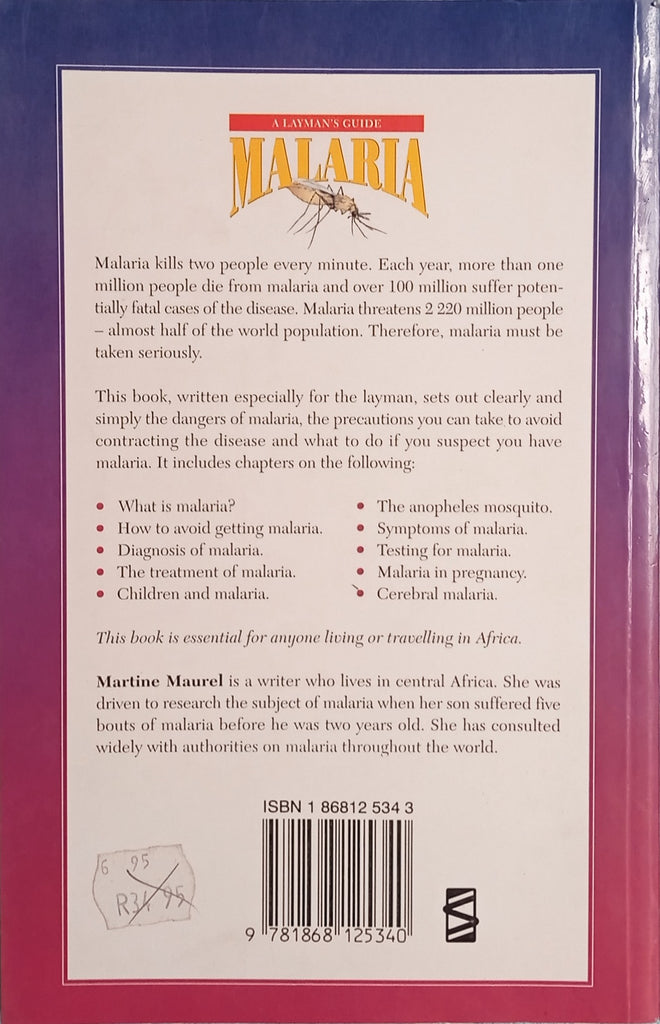 A LAYMAN'S GUIDE
MALARIA
Malaria kills two people every minute. Each year, more than one
million people die from malaria and over 100 million suffer poten-
tially fatal cases of the disease. Malaria threatens 2 220 million people
– almost half of the world population. Therefore, malaria must be
taken seriously.
This book, written especially for the layman, sets out clearly and
simply the dangers of malaria, the precautions you can take to avoid
contracting the disease and what to do if you suspect you have
malaria. It includes chapters on the following:
• What is malaria?
• How to avoid getting malaria.
• Diagnosis of malaria.
• The treatment of malaria.
• Children and malaria.
• The anopheles mosquito.
• Symptoms of malaria.
• Testing for malaria.
• Malaria in pregnancy.
• Cerebral malaria.
This book is essential for anyone living or travelling in Africa.
Martine Maurel is a writer who lives in central Africa. She was
driven to research the subject of malaria when her son suffered five
bouts of malaria before he was two years old. She has consulted
widely with authorities on malaria throughout the world.
ISBN 1 86812 534 3
9 781868 125340
6 95